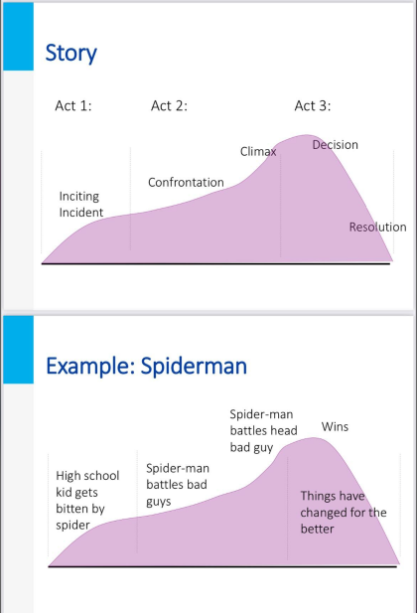 Story
Act 1:
Act 2:
Act 3:
Climax
Decision
Confrontation
Inciting
Incident
Resolution
Example: Spiderman
Spider-man
battles head
bad guy
Wins
High school
kid gets
bitten by
spider
Spider-man
battles bad
guys
Things have
changed for the
better